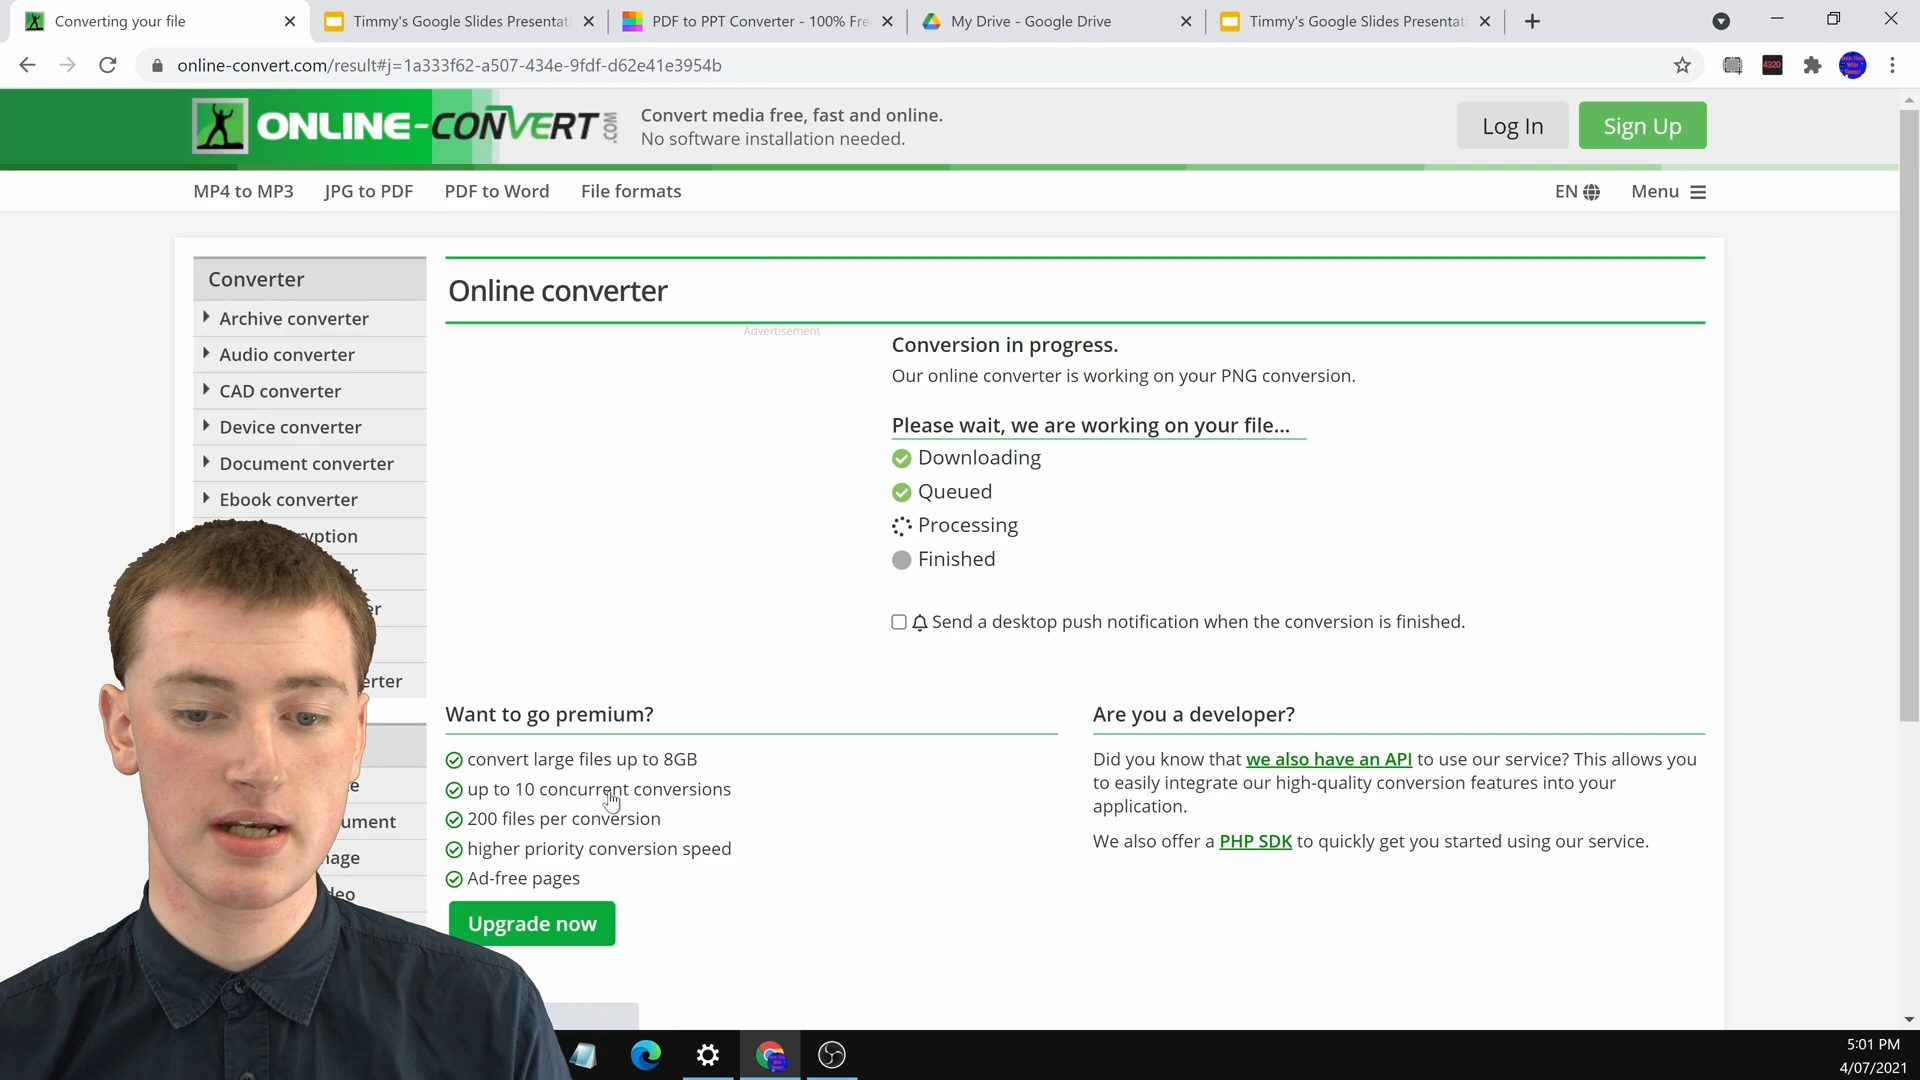 Converting your file
Timmy's Google Slides Presentati
PDF to PPT Converter - 100% Fre
My Drive - Google Drive
Timmy's Google Slides Presentati
online-convert.com/result#j=1a333f62-a507-434e-9fdf-d62e41e3954b
4320
ONLINE-CONVERT.COM
Convert media free, fast and online.
No software installation needed.
Log In
Sign Up
MP4 to MP3
JPG to PDF
PDF to Word
File formats
EN
Menu
Converter
Archive converter
Audio converter
CAD converter
Device converter
Document converter
Ebook converter
Online converter
Advertisement
Conversion in progress.
Our online converter is working on your PNG conversion.
Please wait, we are working on your file...
Downloading
Queued
Processing
Finished
Send a desktop push notification when the conversion is finished.
Want to go premium?
convert large files up to 8GB
up to 10 concurrent conversions
200 files per conversion
higher priority conversion speed
Ad-free pages
Upgrade now
Are you a developer?
Did you know that we also have an API to use our service? This allows you
to easily integrate our high-quality conversion features into your
application.
We also offer a PHP SDK to quickly get you started using our service.
5:01 PM
4/07/2021